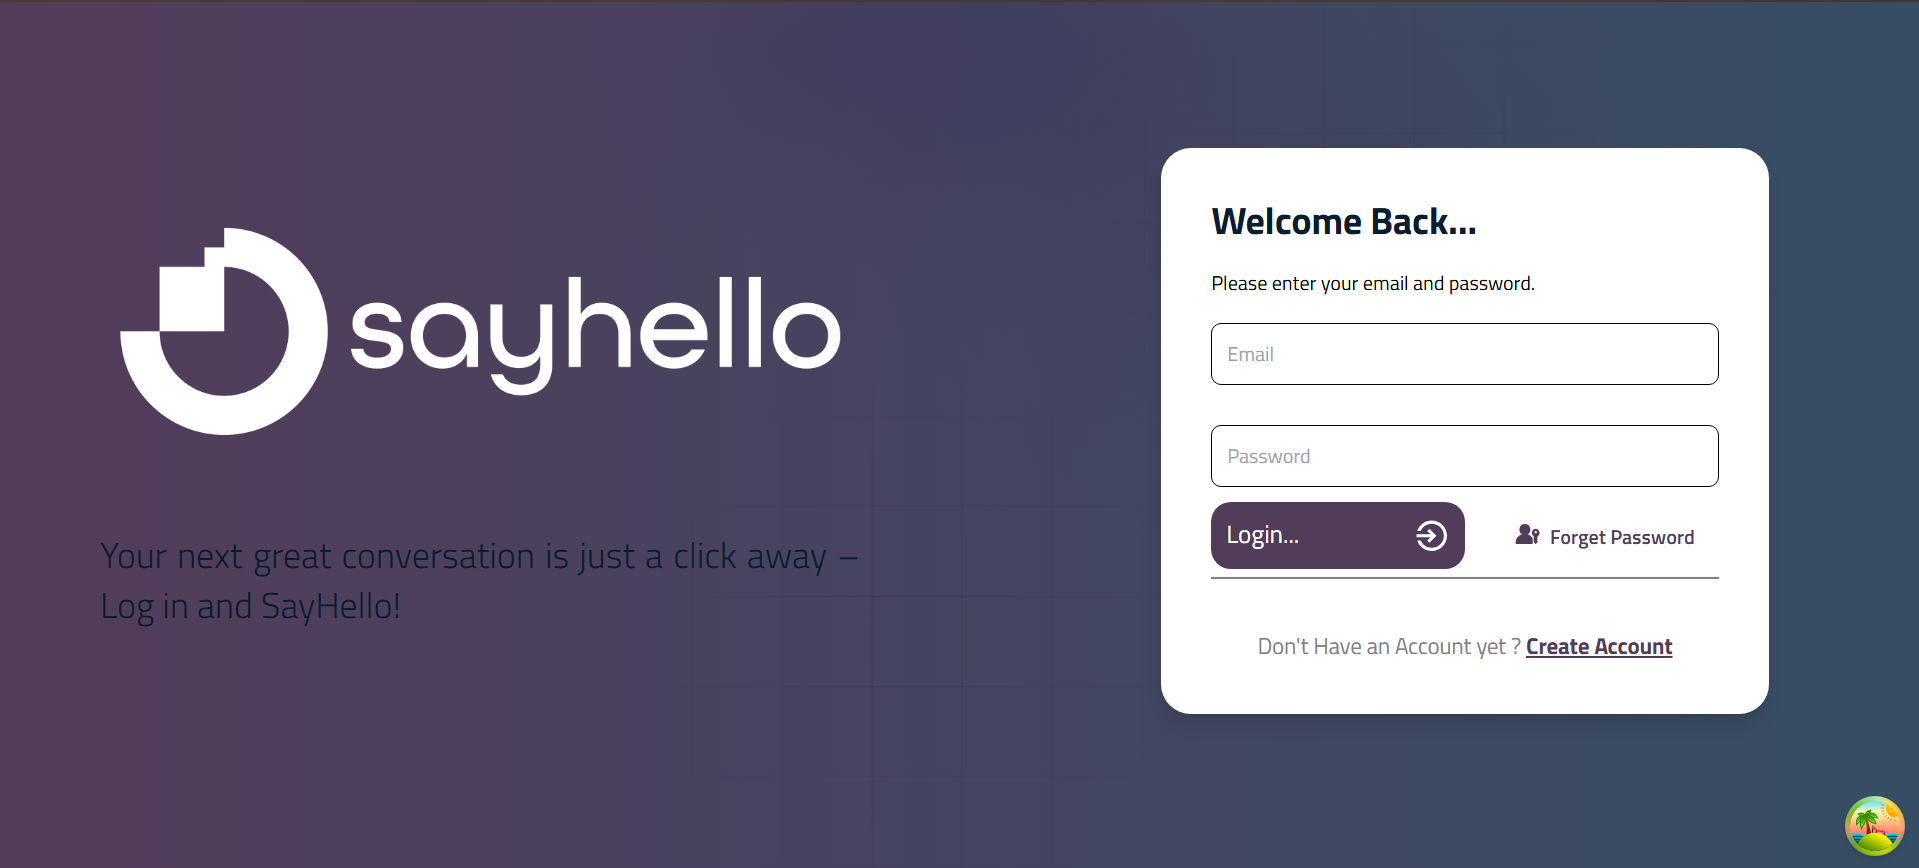 sayhello
Your next great conversation is just a click away –
Log in and SayHello!
Welcome Back...
Please enter your email and password.
Email
Password
Login...
Forget Password
Don't Have an Account yet ? Create Account